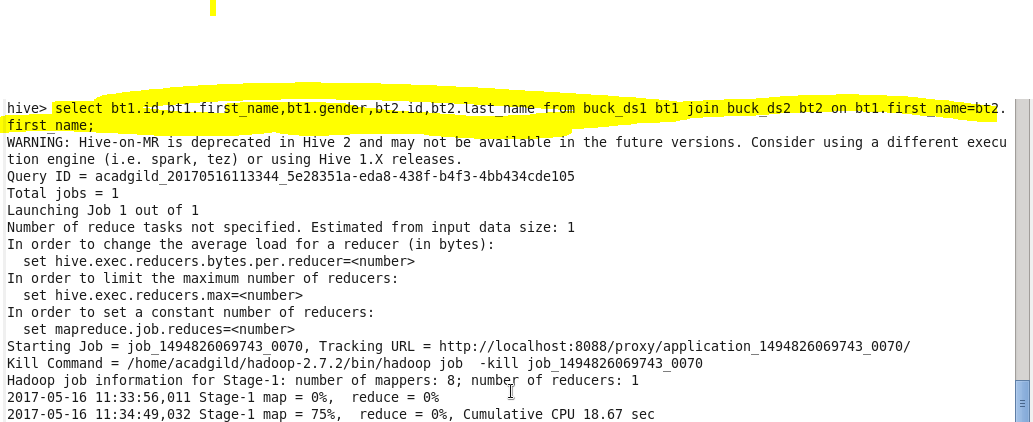 hive> select bt1.id,bt1.first_name,bt1.gender,bt2.id,bt2.last_name from buck_ds1 bt1 join buck_ds2 bt2 on bt1.first_name=bt2.
first_name;
WARNING: Hive-on-MR is deprecated in Hive 2 and may not be available in the future versions. Consider using a different execu
tion engine (i.e. spark, tez) or using Hive 1.X releases.
Query ID = acadgild_20170516113344_5e28351a-eda8-438f-b4f3-4bb434cde105
Total jobs = 1
Launching Job 1 out of 1
Number of reduce tasks not specified. Estimated from input data size: 1
In order to change the average load for a reducer (in bytes):
  set hive.exec.reducers.bytes.per.reducer=<number>
In order to limit the maximum number of reducers:
  set hive.exec.reducers.max=<number>
In order to set a constant number of reducers:
  set mapreduce.job.reduces=<number>
Starting Job = job_1494826069743_0070, Tracking URL = http://localhost:8088/proxy/application_1494826069743_0070/
Kill Command = /home/acadgild/hadoop-2.7.2/bin/hadoop job  -kill job_1494826069743_0070
Hadoop job information for Stage-1: number of mappers: 8; number of reducers: 1
2017-05-16 11:33:56,011 Stage-1 map = 0%,  reduce = 0%
2017-05-16 11:34:49,032 Stage-1 map = 75%,  reduce = 0%, Cumulative CPU 18.67 sec